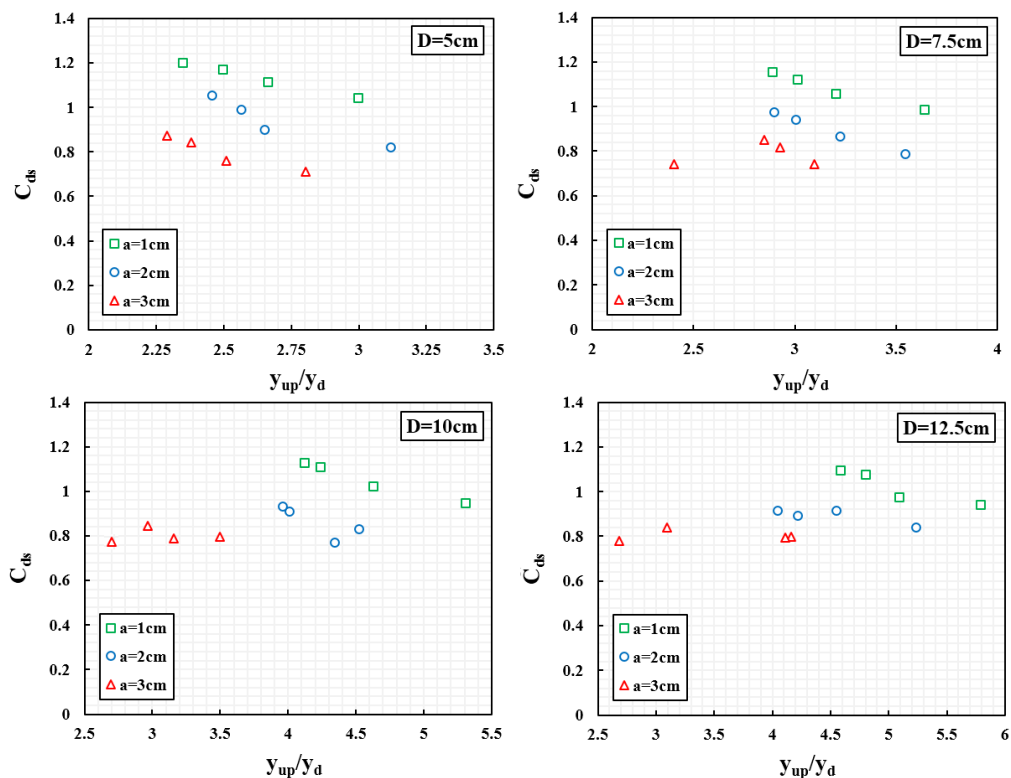 D=5cm
1.4
1.2
1
0.8
0.6
0.4
0.2
0
C_ds
a=1cm
a=2cm
a=3cm
2 2.25 2.5 2.75 3 3.25 3.5
y_up/y_d
D=7.5cm
1.4
1.2
1
0.8
0.6
0.4
0.2
0
C_ds
a=1cm
a=2cm
a=3cm
2 2.5 3 3.5 4
y_up/y_d
D=10cm
1.4
1.2
1
0.8
0.6
0.4
0.2
0
C_ds
a=1cm
a=2cm
a=3cm
2.5 3 3.5 4 4.5 5 5.5
y_up/y_d
D=12.5cm
1.4
1.2
1
0.8
0.6
0.4
0.2
0
C_ds
a=1cm
a=2cm
a=3cm
2.5 3 3.5 4 4.5 5 5.5 6
y_up/y_d